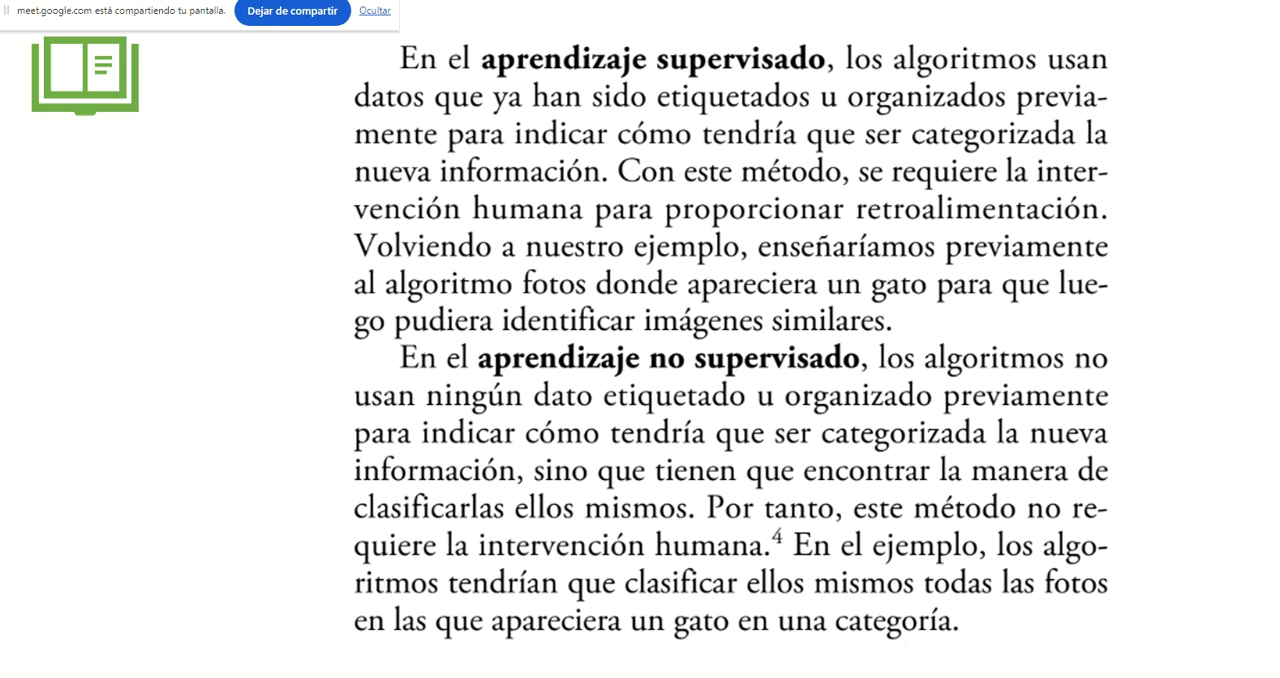 meet.google.com está compartiendo tu pantalla. Dejar de compartir Ocultar
En el aprendizaje supervisado, los algoritmos usan
datos que ya han sido etiquetados u organizados previa-
mente para indicar cómo tendría que ser categorizada la
nueva información. Con este método, se requiere la inter-
vención humana para proporcionar retroalimentación.
Volviendo a nuestro ejemplo, enseñaríamos previamente
al algoritmo fotos donde apareciera un gato para que lue-
go pudiera identificar imágenes similares.
En el aprendizaje no supervisado, los algoritmos no
usan ningún dato etiquetado u organizado previamente
para indicar cómo tendría que ser categorizada la nueva
información, sino que tienen que encontrar la manera de
clasificarlas ellos mismos. Por tanto, este método no re-
quiere la intervención humana.4 En el ejemplo, los algo-
ritmos tendrían que clasificar ellos mismos todas las fotos
en las que apareciera un gato en una categoría.